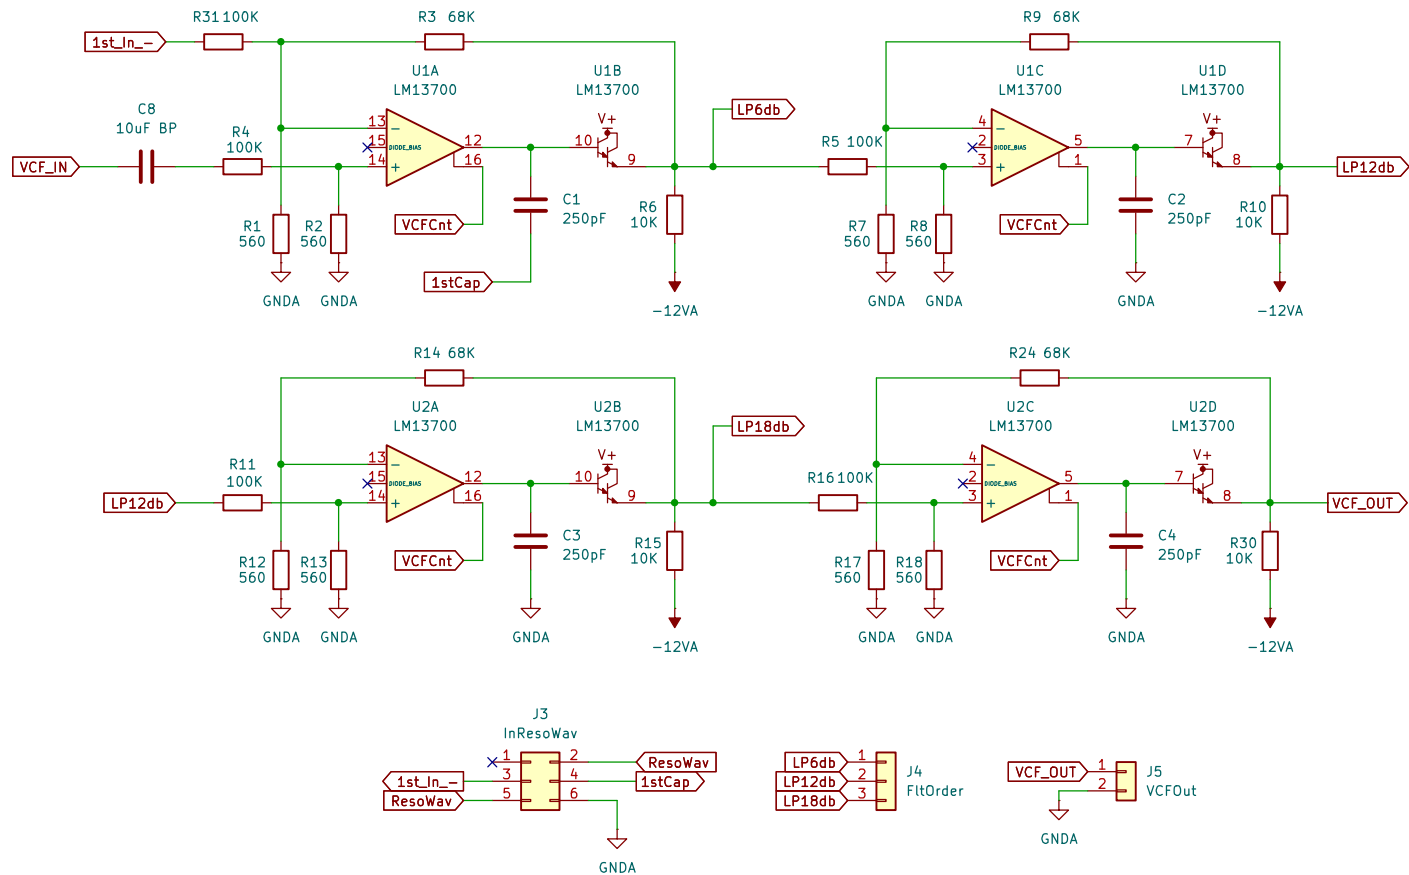 R31 100K
R3 68K
R9 68K
1st_In_-
U1A
LM13700
U1B
LM13700
U1C
LM13700
U1D
LM13700
C8
10uF BP
R4
100K
VCF_IN
13
15
14
DIODE_BIAS
−
+
12
16
10
V+
9
LP6db
R5 100K
4
2
3
DIODE_BIAS
−
+
5
1
7
V+
8
LP12db
R1
560
R2
560
VCFCnt
C1
250pF
1stCap
R6
10K
R7
560
R8
560
VCFCnt
C2
250pF
R10
10K
GNDA
GNDA
-12VA
GNDA
GNDA
GNDA
-12VA
R14 68K
R24 68K
U2A
LM13700
U2B
LM13700
U2C
LM13700
U2D
LM13700
R11
100K
LP12db
13
15
14
DIODE_BIAS
−
+
12
16
10
V+
9
LP18db
R16 100K
4
2
3
DIODE_BIAS
−
+
5
1
7
V+
8
VCF_OUT
R12
560
R13
560
VCFCnt
C3
250pF
R15
10K
R17
560
R18
560
VCFCnt
C4
250pF
R30
10K
GNDA
GNDA
GNDA
-12VA
GNDA
GNDA
GNDA
-12VA
J3
InResoWav
1
2
ResoWav
1st_In_-
3
4
1stCap
ResoWav
5
6
GNDA
LP6db
1
LP12db
2
LP18db
3
J4
FltOrder
VCF_OUT
1
2
J5
VCFOut
GNDA